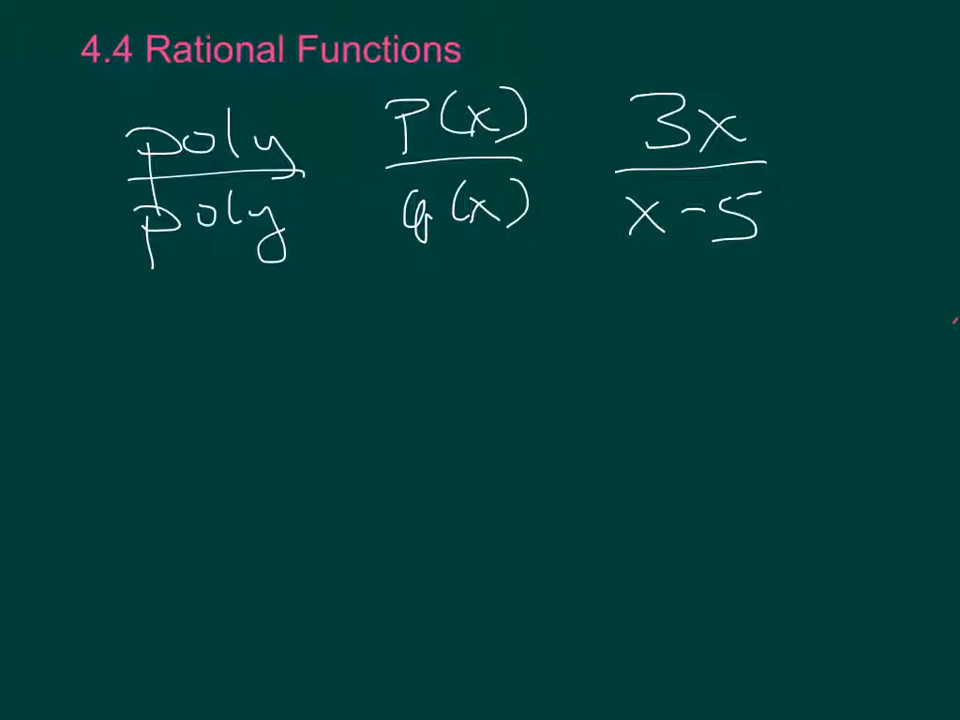 4.4 Rational Functions
poly P(x) 3x
poly q(x) x-5